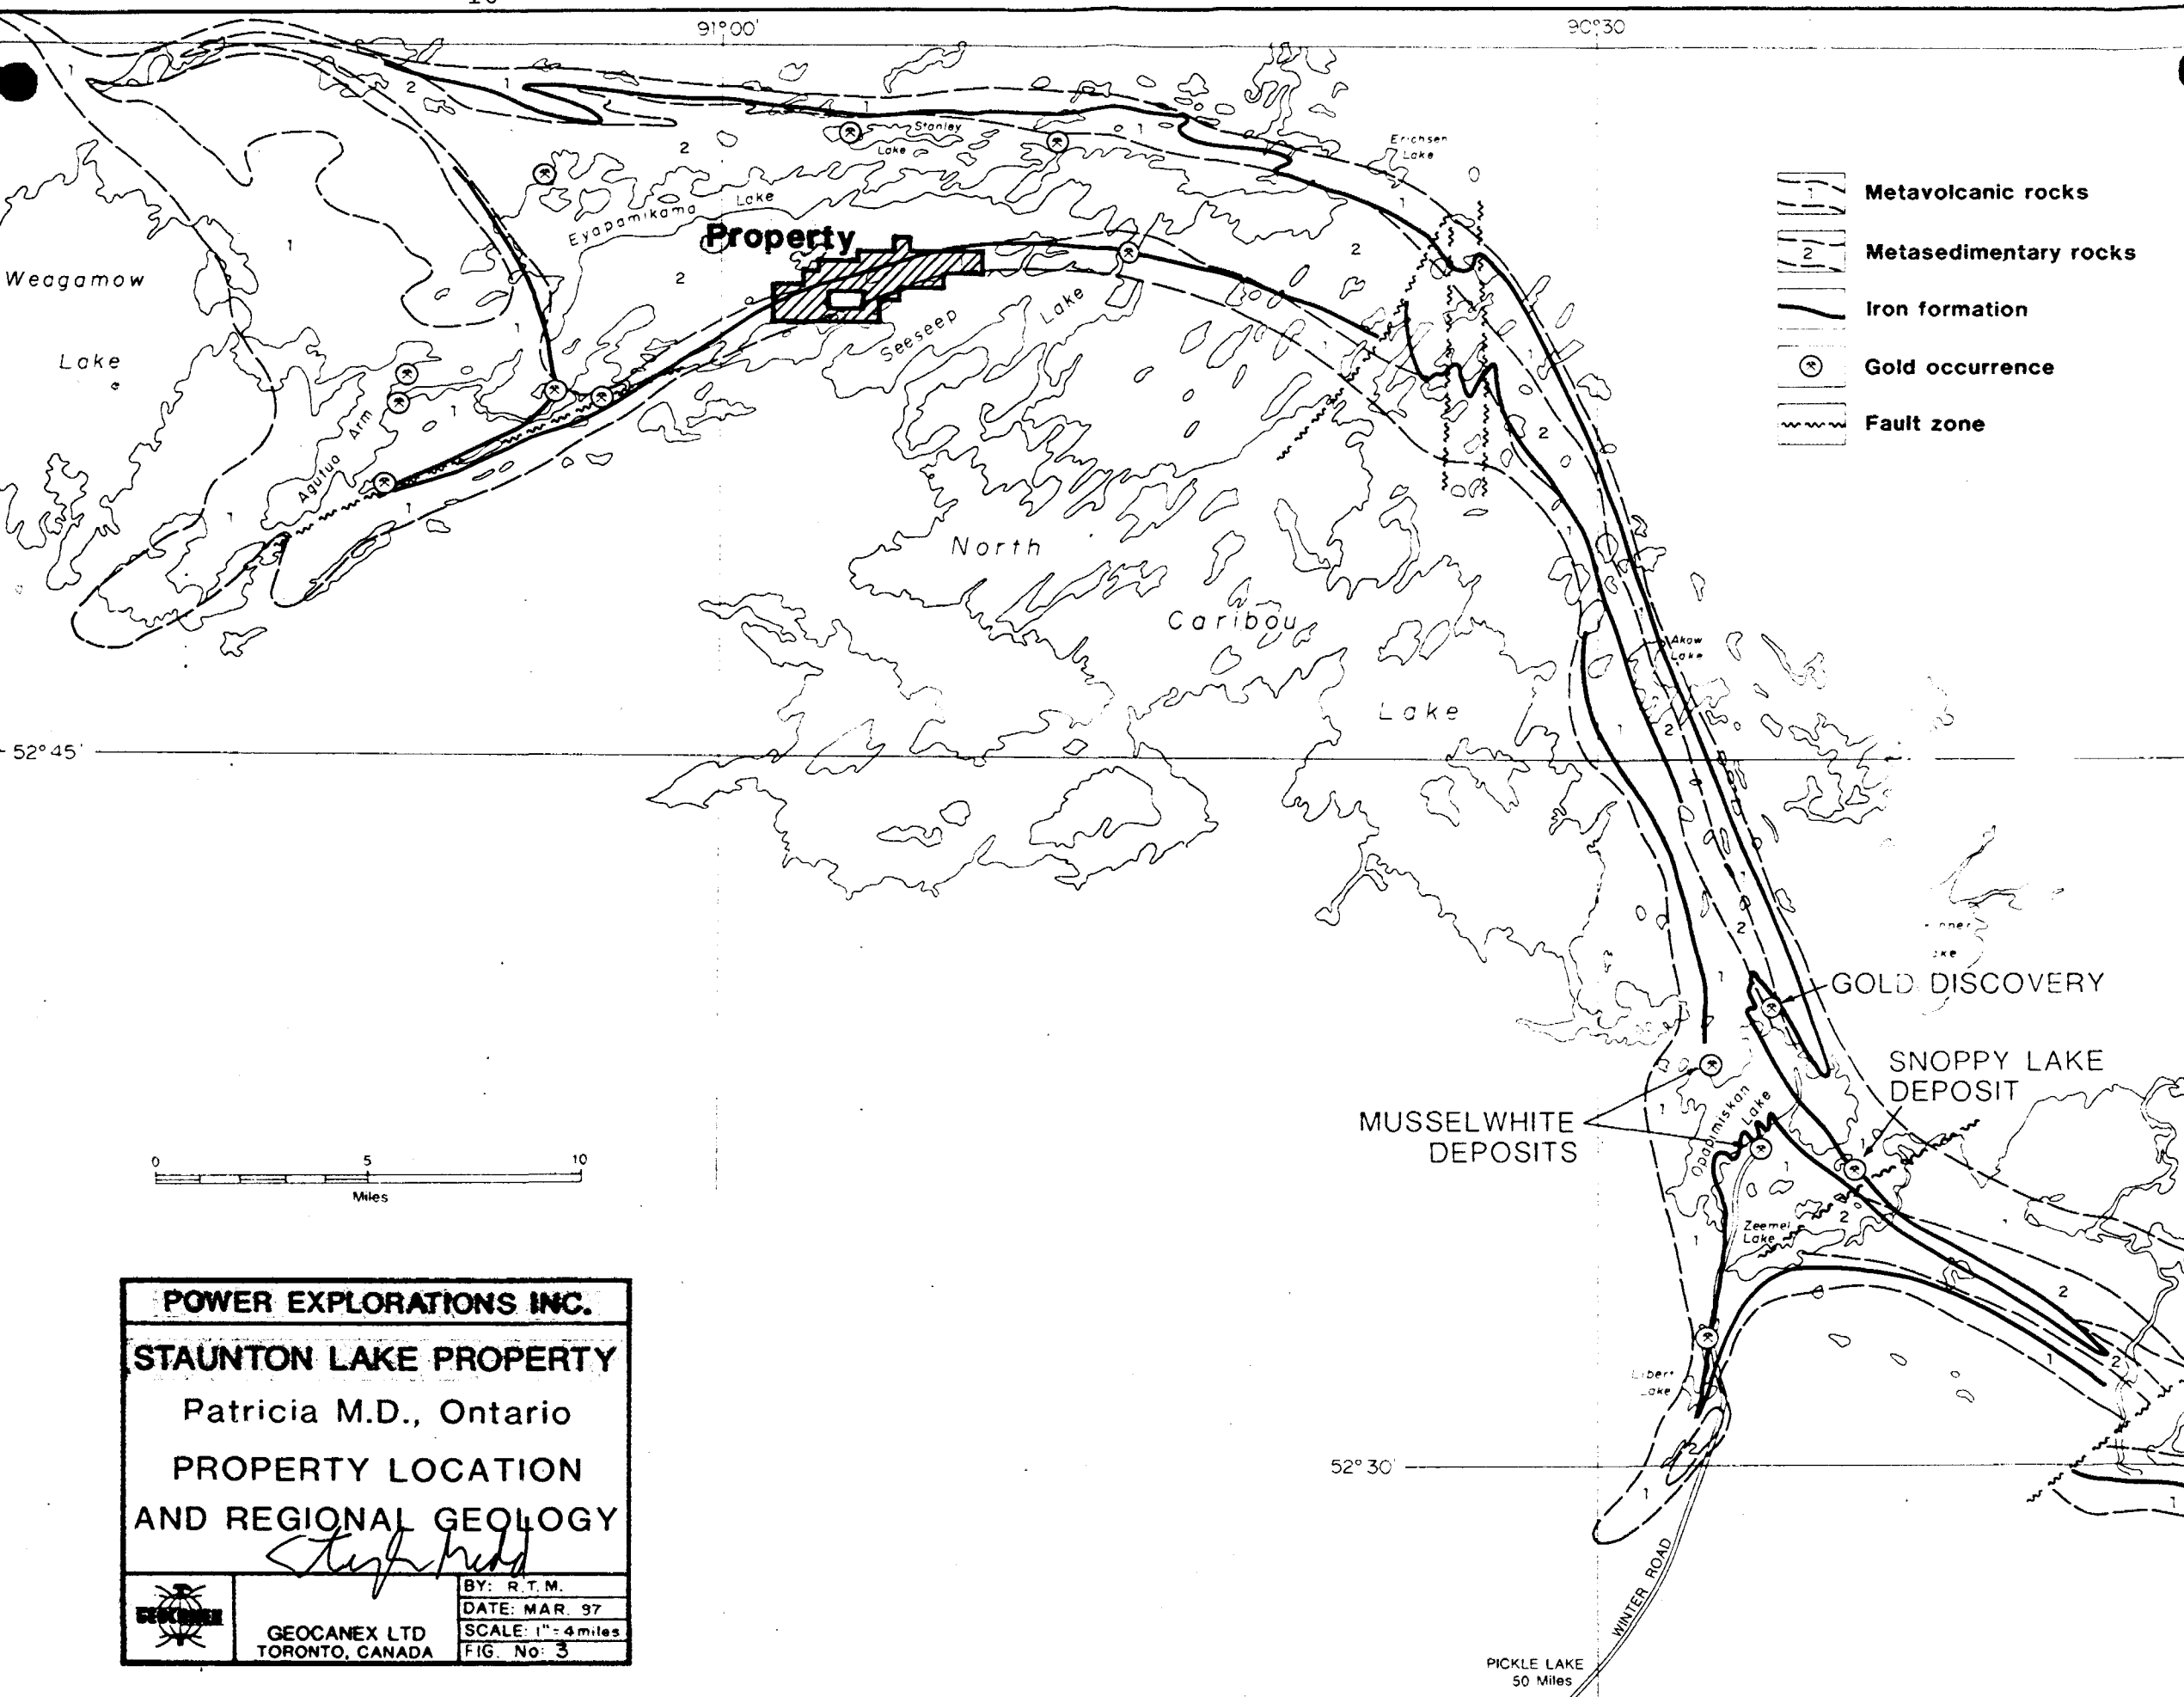 91°00'
90°30
Stanley
Lake
Erichsen
Lake
Eyapamikama Lake
Property
Weagamow
Lake
Seeseep Lake
Agutua Arm
1 Metavolcanic rocks
2 Metasedimentary rocks
Iron formation
Gold occurrence
Fault zone
North
Caribou
Lake
Akow
Lake
52°45'
GOLD DISCOVERY
SNOPPY LAKE
DEPOSIT
MUSSELWHITE
DEPOSITS
Opapimiskan
Lake
Zeemel
Lake
0 5 10
Miles
52°30'
WINTER ROAD
PICKLE LAKE
50 Miles
POWER EXPLORATIONS INC.
STAUNTON LAKE PROPERTY
Patricia M.D., Ontario
PROPERTY LOCATION
AND REGIONAL GEOLOGY
GEOCANEX
GEOCANEX LTD
TORONTO, CANADA
BY: R.T.M.
DATE: MAR. 97
SCALE: 1"=4miles
FIG. No: 3